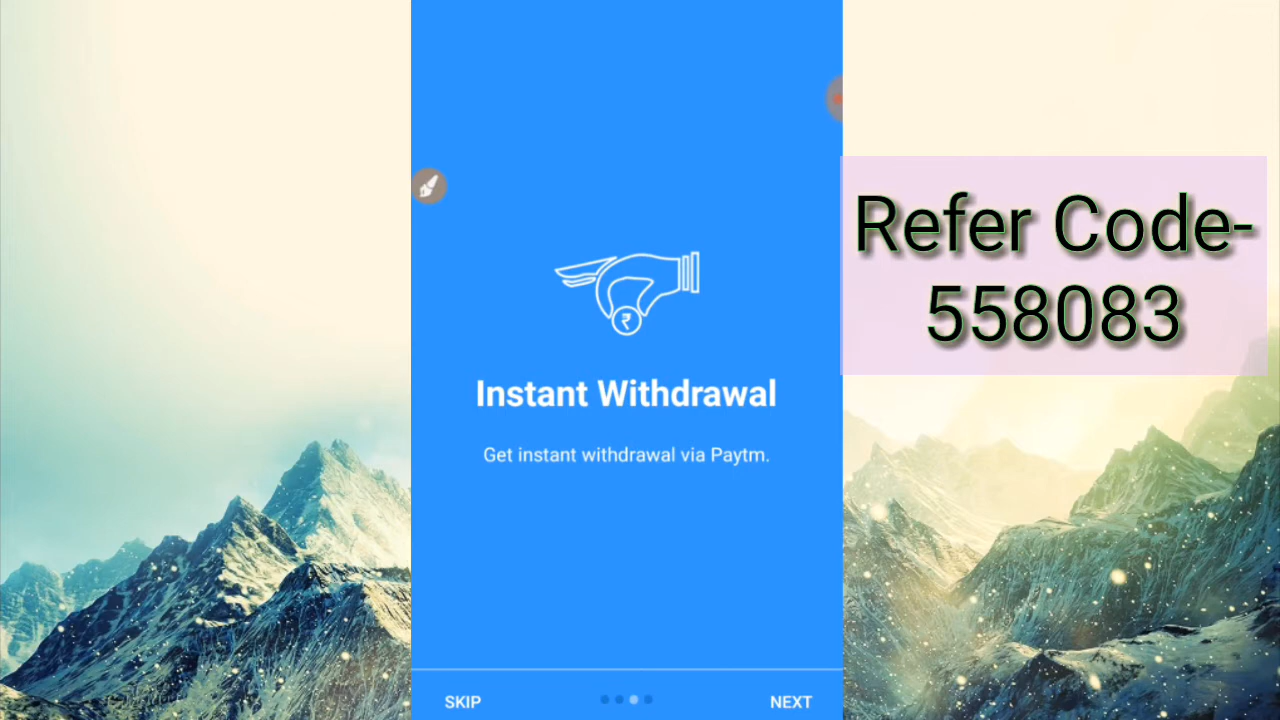 Refer Code-
558083
₹
Instant Withdrawal
Get instant withdrawal via Paytm.
SKIP
NEXT